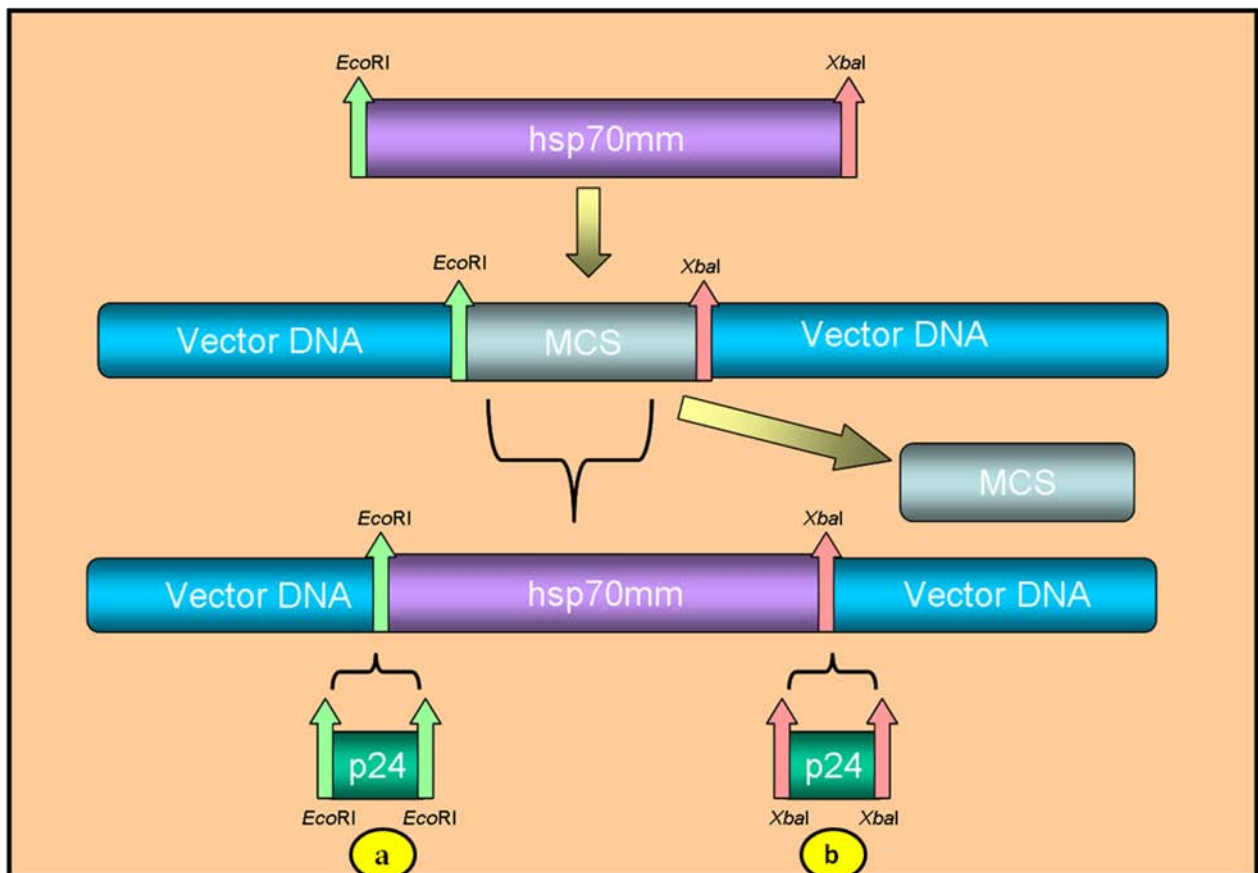 EcoRI XbaI
hsp70mm
EcoRI XbaI
Vector DNA MCS Vector DNA
MCS
EcoRI XbaI
Vector DNA hsp70mm Vector DNA
p24 p24
EcoRI EcoRI XbaI XbaI
a b